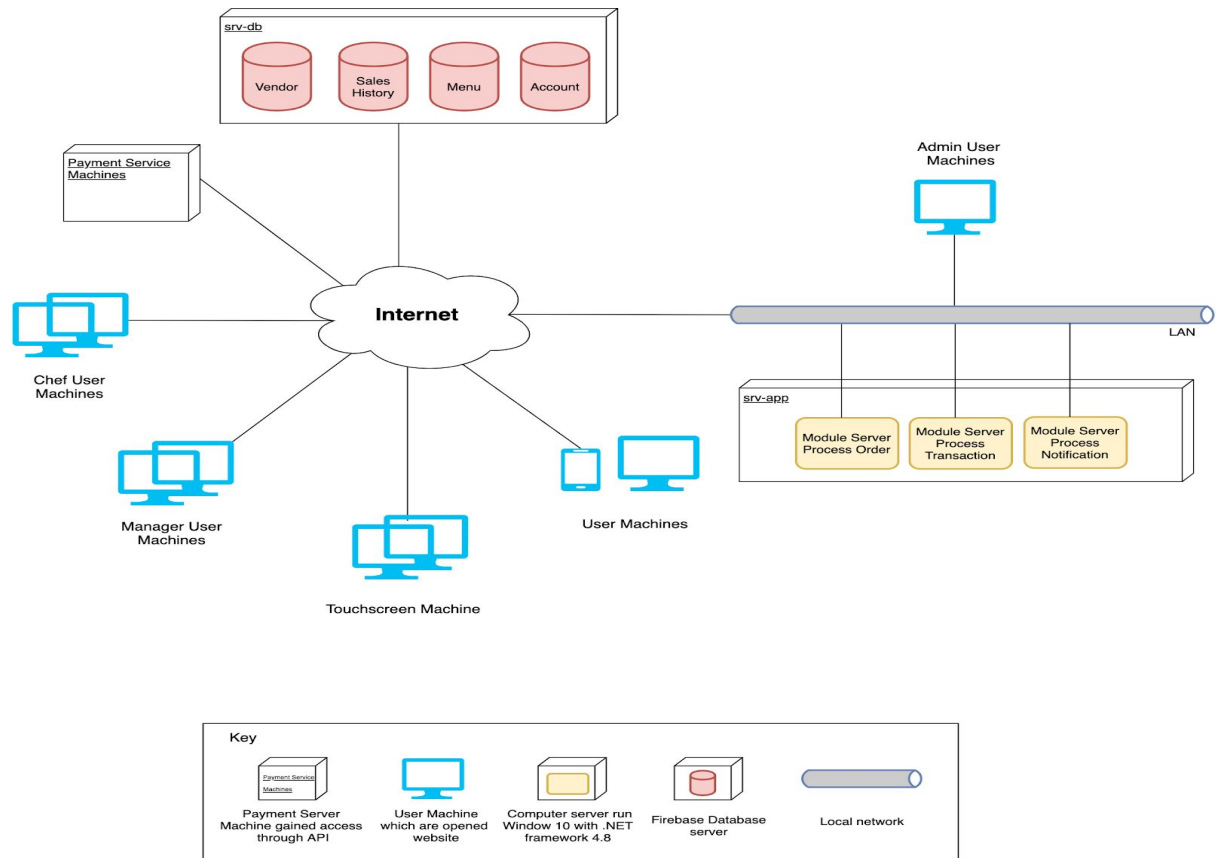 srv-db
Vendor
Sales
History
Menu
Account
Payment Service
Machines
Admin User
Machines
Internet
LAN
Chef User
Machines
srv-app
Module Server
Process Order
Module Server
Process
Transaction
Module Server
Process
Notification
Manager User
Machines
User Machines
Touchscreen Machine
Key
Payment Service
Machines
Payment Server
Machine gained access
through API
User Machine
which are opened
website
Computer server run
Window 10 with .NET
framework 4.8
Firebase Database
server
Local network